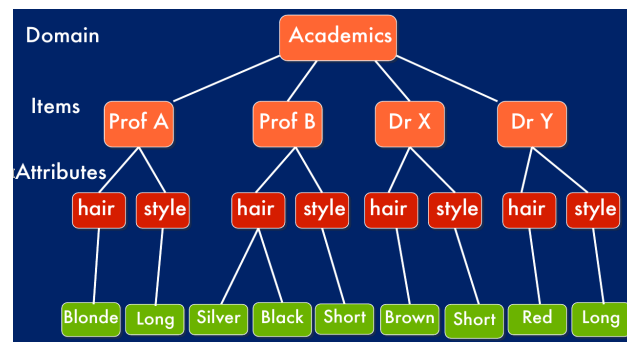 Domain
Academics
Items
Prof A
Prof B
Dr X
Dr Y
Attributes
hair
style
hair
style
hair
style
hair
style
Blonde
Long
Silver
Black
Short
Brown
Short
Red
Long